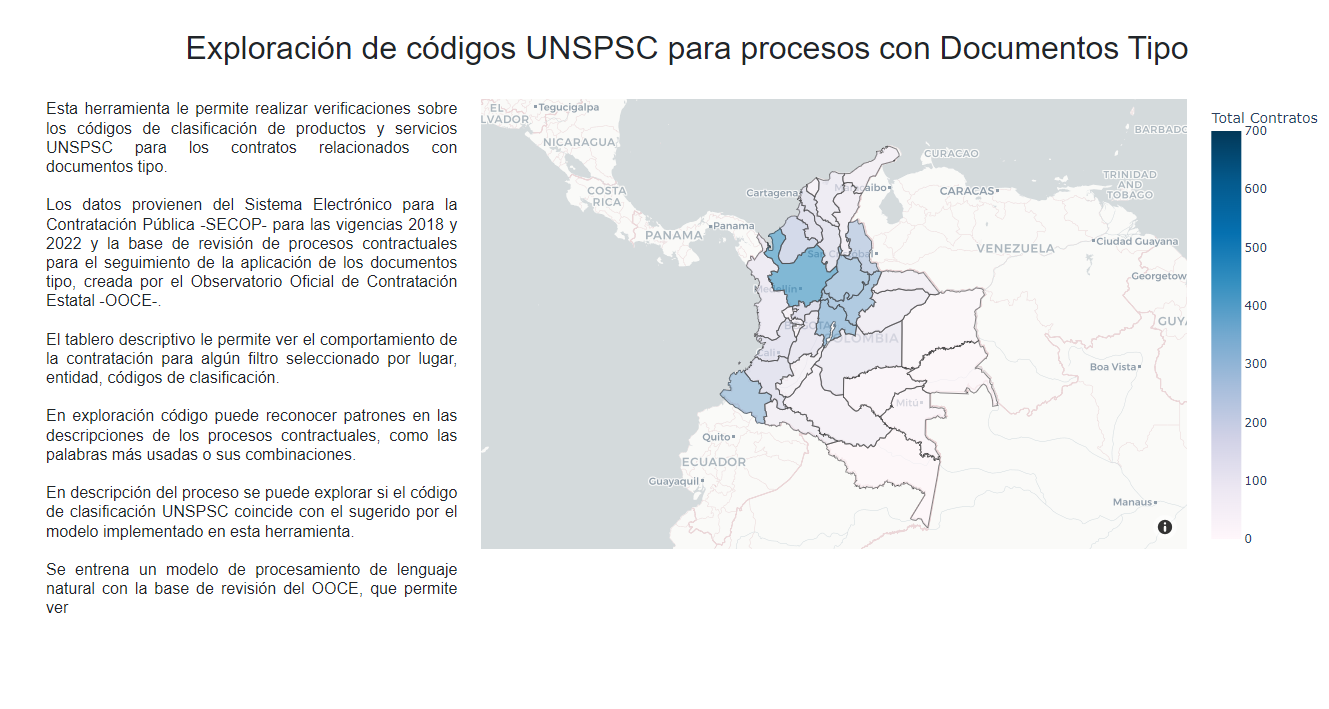 Exploración de códigos UNSPSC para procesos con Documentos Tipo
Esta herramienta le permite realizar verificaciones sobre
los códigos de clasificación de productos y servicios
UNSPSC para los contratos relacionados con
documentos tipo.
Los datos provienen del Sistema Electrónico para la
Contratación Pública -SECOP- para las vigencias 2018 y
2022 y la base de revisión de procesos contractuales
para el seguimiento de la aplicación de los documentos
tipo, creada por el Observatorio Oficial de Contratación
Estatal -OOCE-.
El tablero descriptivo le permite ver el comportamiento de
la contratación para algún filtro seleccionado por lugar,
entidad, códigos de clasificación.
En exploración código puede reconocer patrones en las
descripciones de los procesos contractuales, como las
palabras más usadas o sus combinaciones.
En descripción del proceso se puede explorar si el código
de clasificación UNSPSC coincide con el sugerido por el
modelo implementado en esta herramienta.
Se entrena un modelo de procesamiento de lenguaje
natural con la base de revisión del OOCE, que permite
ver
EL
LVADOR
Tegucigalpa
NICARAGUA
COSTA
RICA
PANAMA
Panama
Cartagena
Maracaibo
CURACAO
CARACAS
BARBADO
TRINIDAD
AND
TOBAGO
VENEZUELA
Ciudad Guayana
Georgetow
GUYA
San Cristóbal
Medellín
BOGOTÁ
COLOMBIA
Cali
Boa Vista
Mitú
Quito
ECUADOR
Guayaquil
Manaus
Total Contratos
700
600
500
400
300
200
100
0